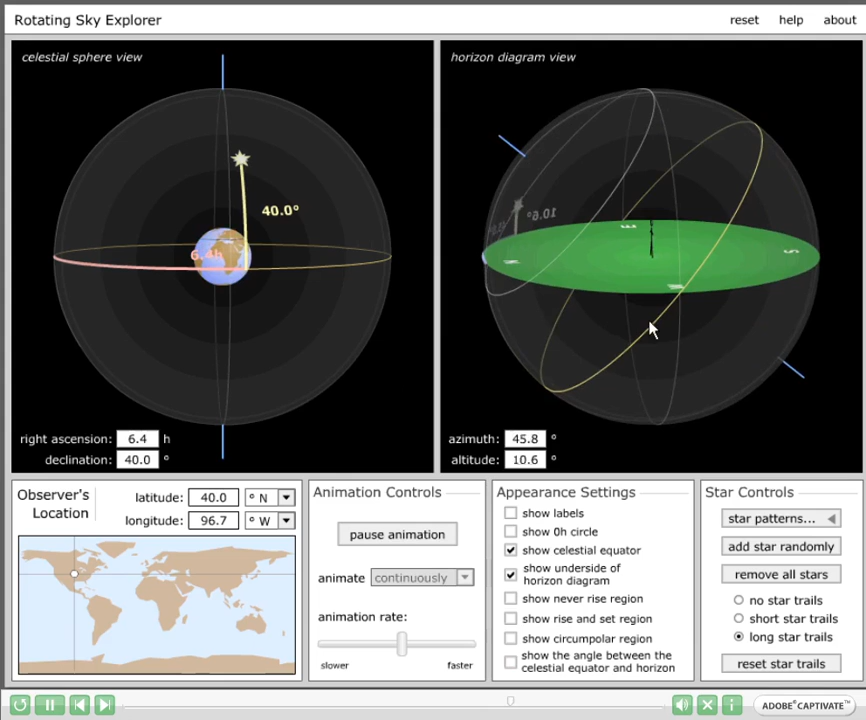 Rotating Sky Explorer
reset help about
celestial sphere view
40.0°
6.4h
right ascension: 6.4 h
declination: 40.0 °
horizon diagram view
10.6°
N
E
S
W
azimuth: 45.8 °
altitude: 10.6 °
Observer's
Location
latitude: 40.0 ° N
longitude: 96.7 ° W
Animation Controls
pause animation
animate continuously
animation rate:
slower faster
Appearance Settings
show labels
show 0h circle
show celestial equator
show underside of
horizon diagram
show never rise region
show rise and set region
show circumpolar region
show the angle between the
celestial equator and horizon
Star Controls
star patterns...
add star randomly
remove all stars
no star trails
short star trails
long star trails
reset star trails
ADOBE® CAPTIVATE™